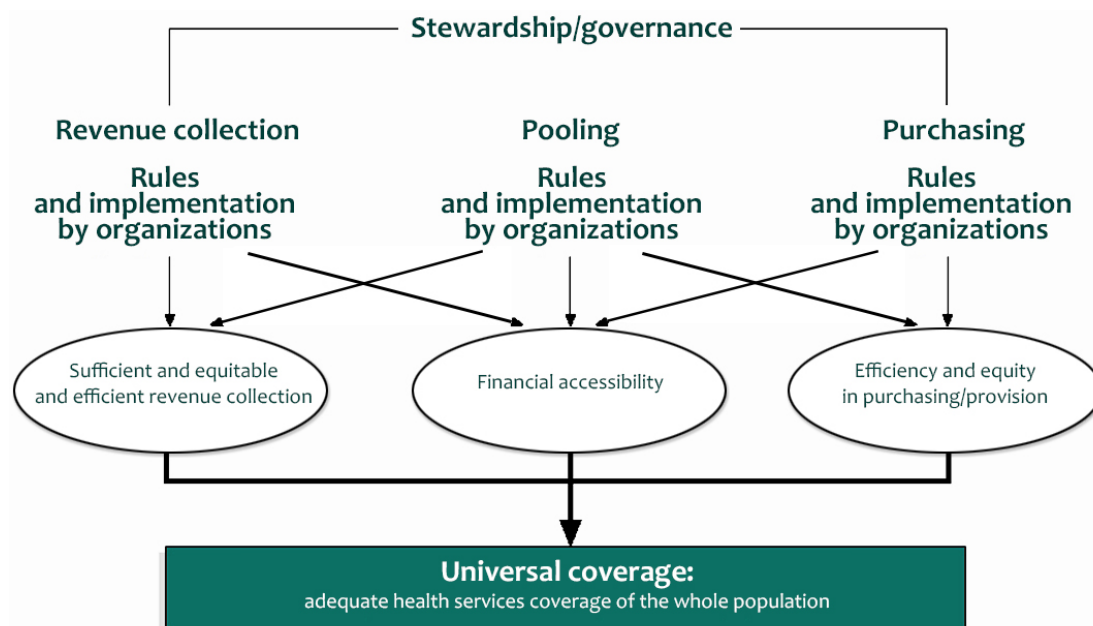 Stewardship/governance
Revenue collection
Pooling
Purchasing
Rules
and implementation
by organizations
Rules
and implementation
by organizations
Rules
and implementation
by organizations
Sufficient and equitable
and efficient revenue collection
Financial accessibility
Efficiency and equity
in purchasing/provision
Universal coverage:
adequate health services coverage of the whole population